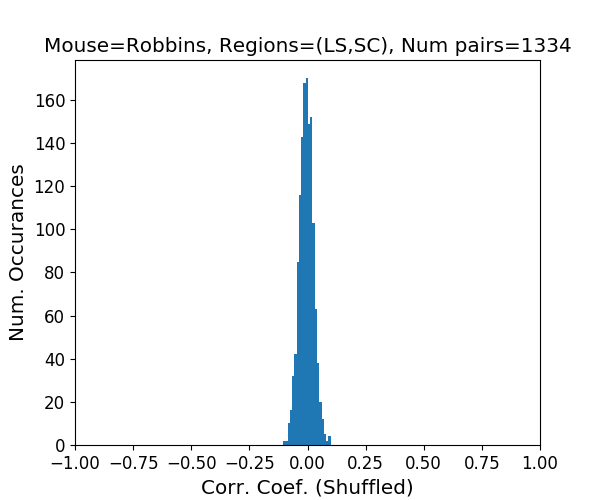 Mouse=Robbins, Regions=(LS,SC), Num pairs=1334
160
140
120
100
80
60
40
20
0
Num. Occurances
−1.00 −0.75 −0.50 −0.25 0.00 0.25 0.50 0.75 1.00
Corr. Coef. (Shuffled)